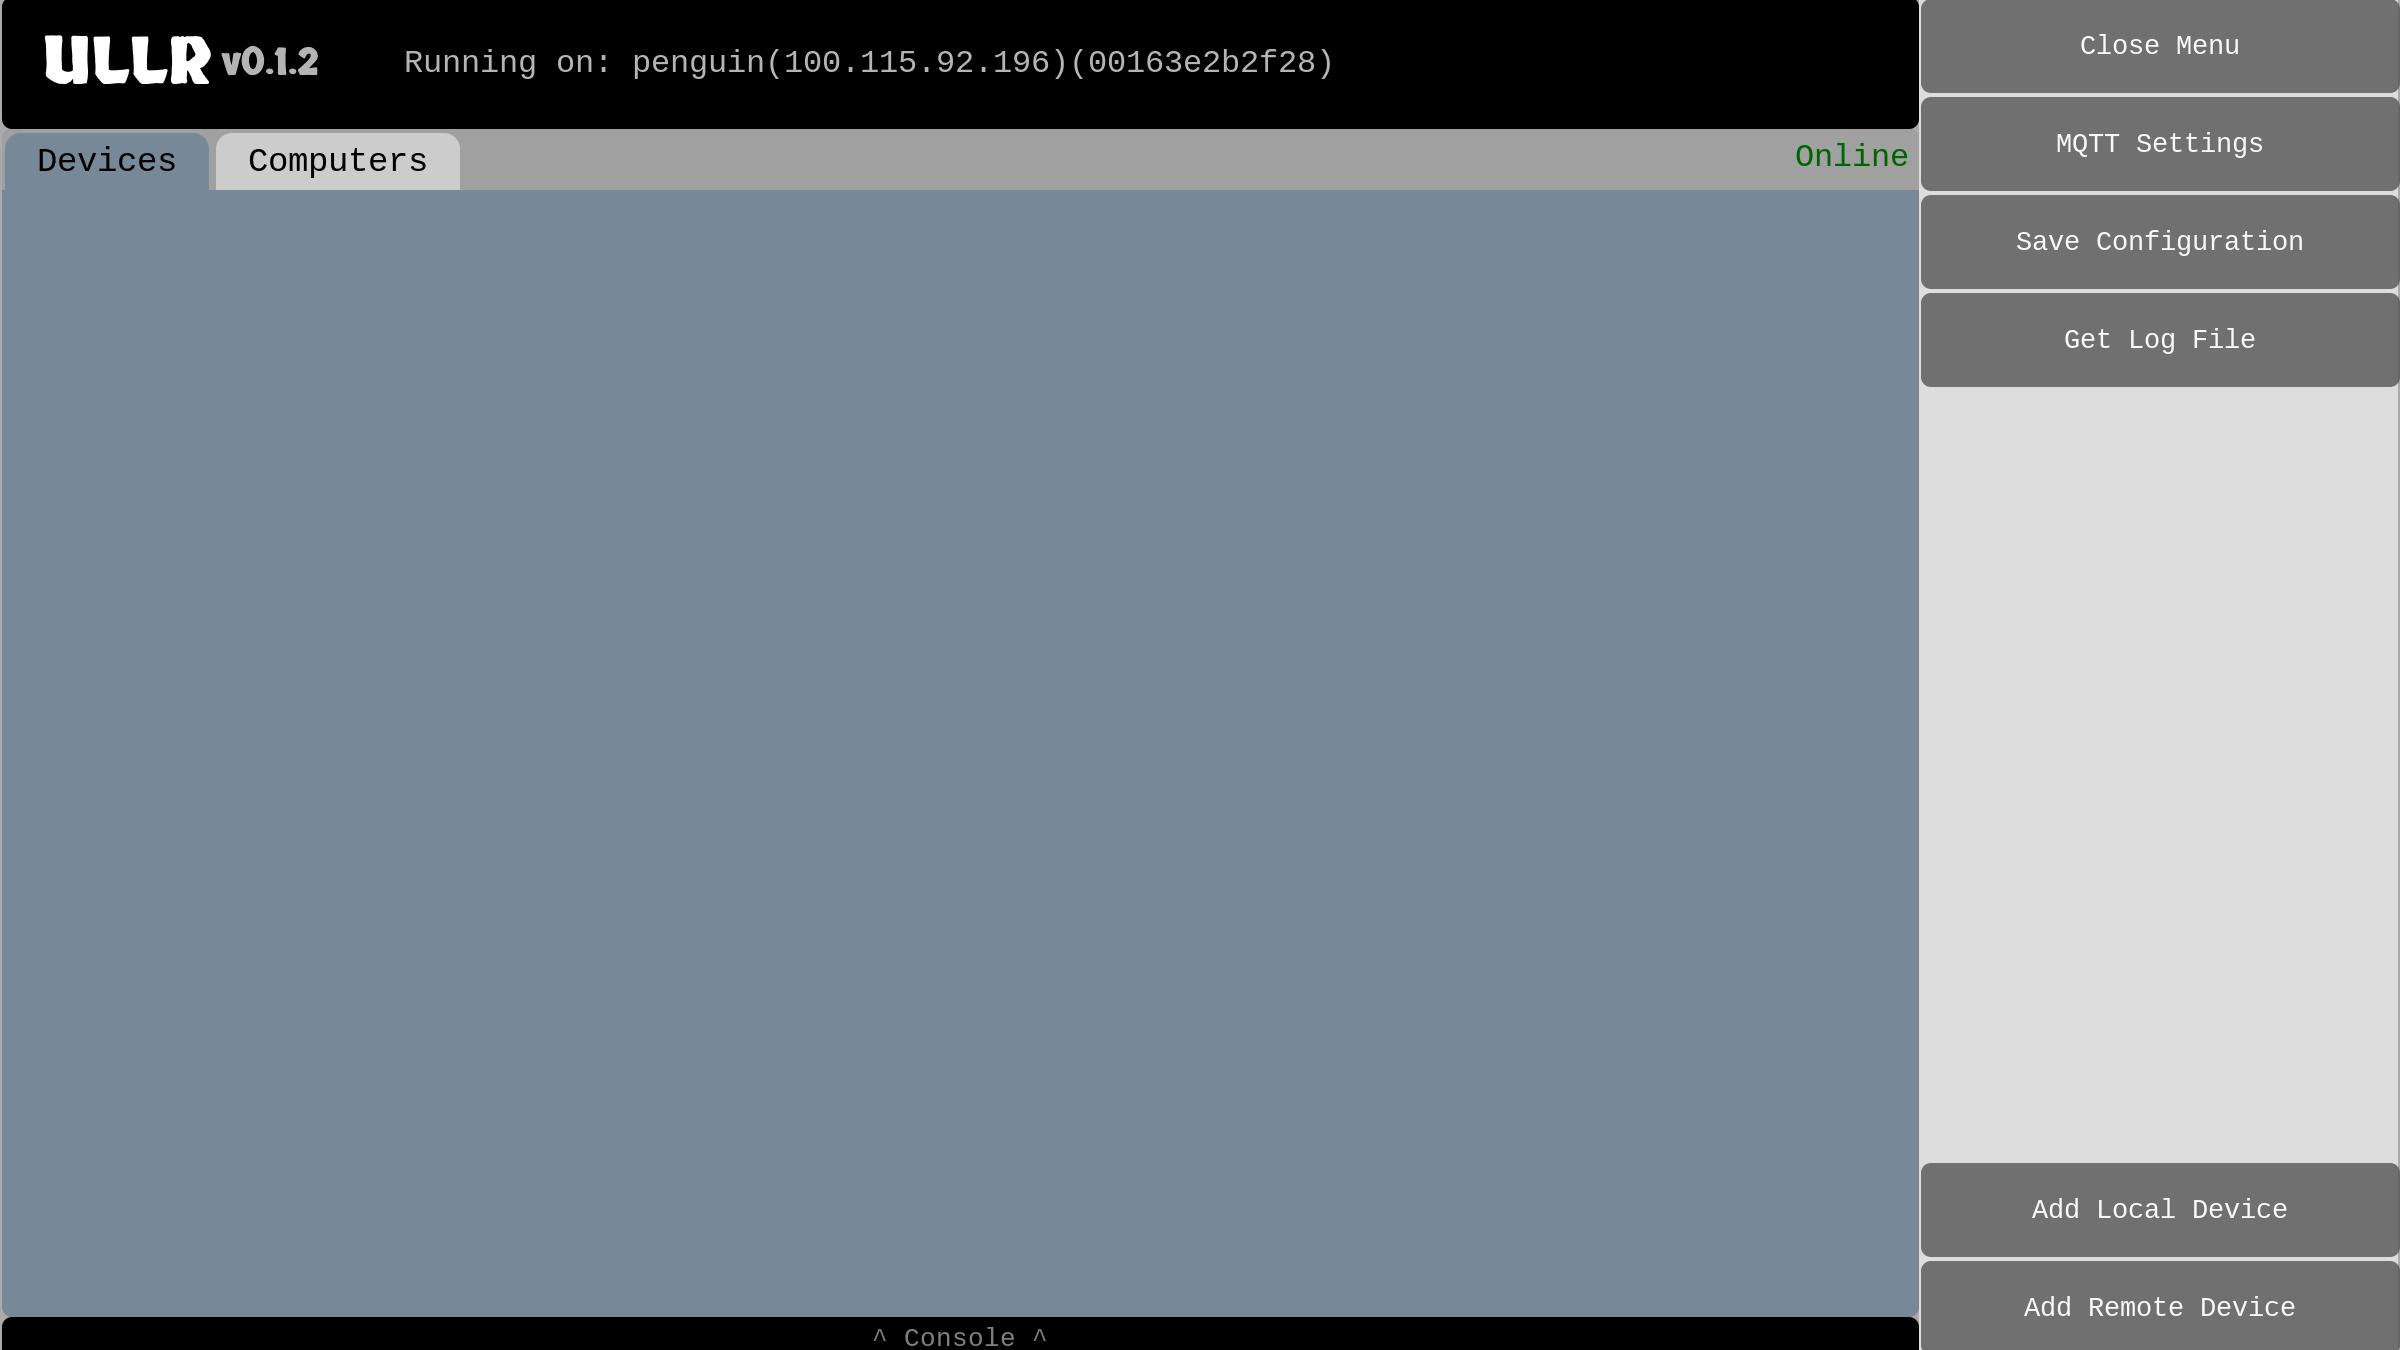 ULLR v0.1.2
Running on: penguin(100.115.92.196)(00163e2b2f28)
Devices
Computers
Online
Close Menu
MQTT Settings
Save Configuration
Get Log File
Add Local Device
Add Remote Device
^ Console ^